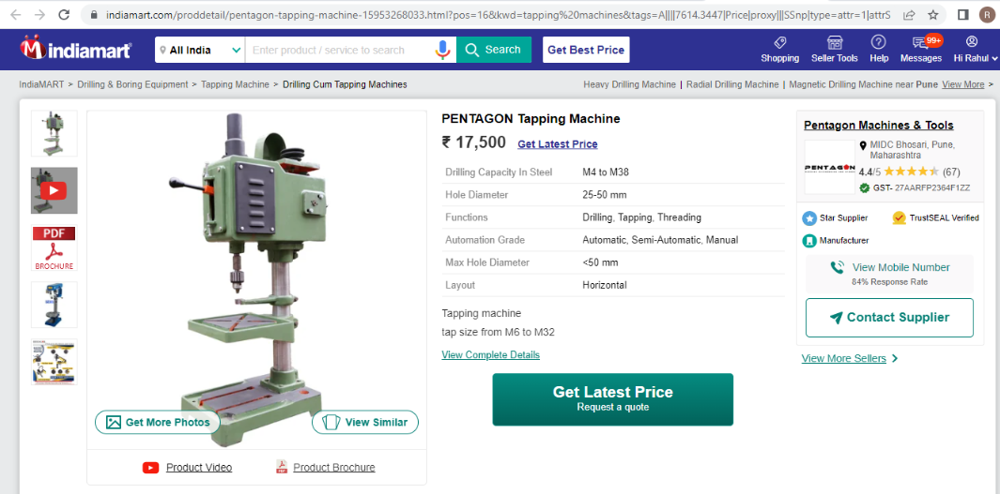 indiamart.com/proddetail/pentagon-tapping-machine-15953268033.html?pos=16&kwd=tapping%20machines&tags=A||||7614.3447|Price|proxy|||SSnp|type=attr=1|attrS
R
indiamart
All India
Enter product / service to search
Search
Get Best Price
99+
Shopping
Seller Tools
Help
Messages
Hi Rahul
IndiaMART > Drilling & Boring Equipment > Tapping Machine > Drilling Cum Tapping Machines
Heavy Drilling Machine | Radial Drilling Machine | Magnetic Drilling Machine near Pune View More >
PDF
BROCHURE
Get More Photos
View Similar
Product Video
Product Brochure
PENTAGON Tapping Machine
₹ 17,500 Get Latest Price
Drilling Capacity In Steel M4 to M38
Hole Diameter 25-50 mm
Functions Drilling, Tapping, Threading
Automation Grade Automatic, Semi-Automatic, Manual
Max Hole Diameter <50 mm
Layout Horizontal
Tapping machine
tap size from M6 to M32
View Complete Details
Get Latest Price
Request a quote
Pentagon Machines & Tools
PENTAGON
MIDC Bhosari, Pune,
Maharashtra
4.4/5 (67)
GST- 27AARFP2364F1ZZ
Star Supplier
TrustSEAL Verified
Manufacturer
View Mobile Number
84% Response Rate
Contact Supplier
View More Sellers >